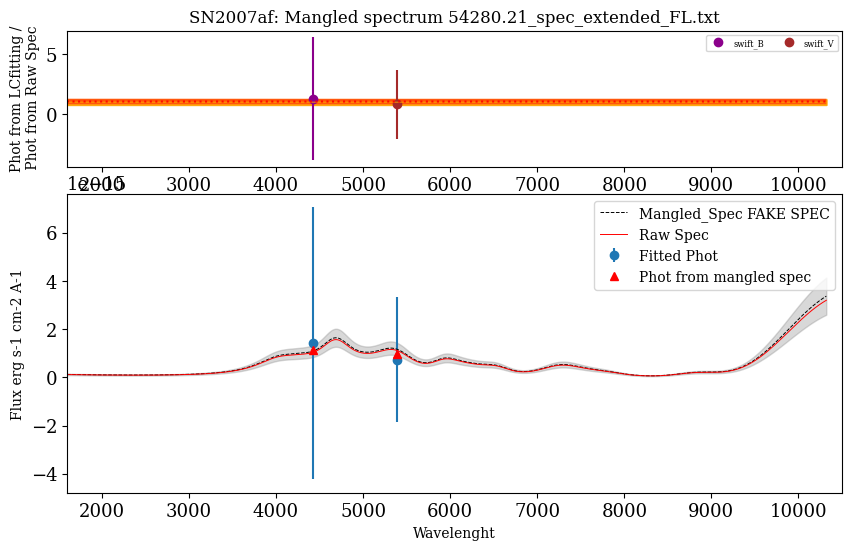 SN2007af: Mangled spectrum 54280.21_spec_extended_FL.txt
Phot from LCfitting /
Phot from Raw Spec
5
0
swift_B swift_V
2000 3000 4000 5000 6000 7000 8000 9000 10000
1e−15
Flux erg s-1 cm-2 A-1
6
4
2
0
−2
−4
Mangled_Spec FAKE SPEC
Raw Spec
Fitted Phot
Phot from mangled spec
2000 3000 4000 5000 6000 7000 8000 9000 10000
Wavelenght